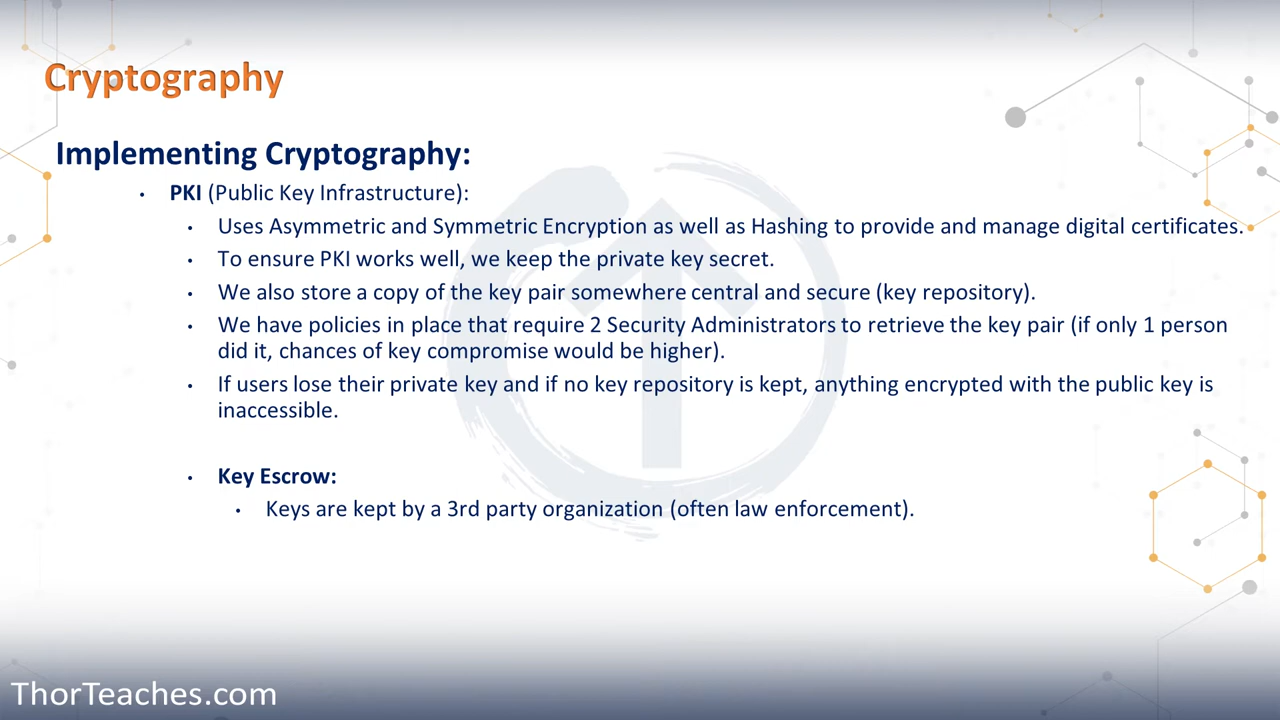 Cryptography
Implementing Cryptography:
• PKI (Public Key Infrastructure):
• Uses Asymmetric and Symmetric Encryption as well as Hashing to provide and manage digital certificates.
• To ensure PKI works well, we keep the private key secret.
• We also store a copy of the key pair somewhere central and secure (key repository).
• We have policies in place that require 2 Security Administrators to retrieve the key pair (if only 1 person
did it, chances of key compromise would be higher).
• If users lose their private key and if no key repository is kept, anything encrypted with the public key is
inaccessible.
• Key Escrow:
• Keys are kept by a 3rd party organization (often law enforcement).
ThorTeaches.com